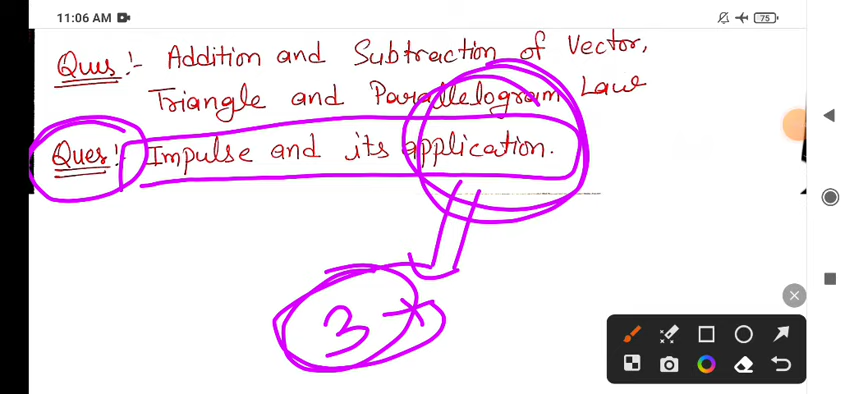 11:06 AM
75
Ques :- Addition and Subtraction of Vector,
Triangle and Parallelogram Law
Ques :- Impulse and its application.
3